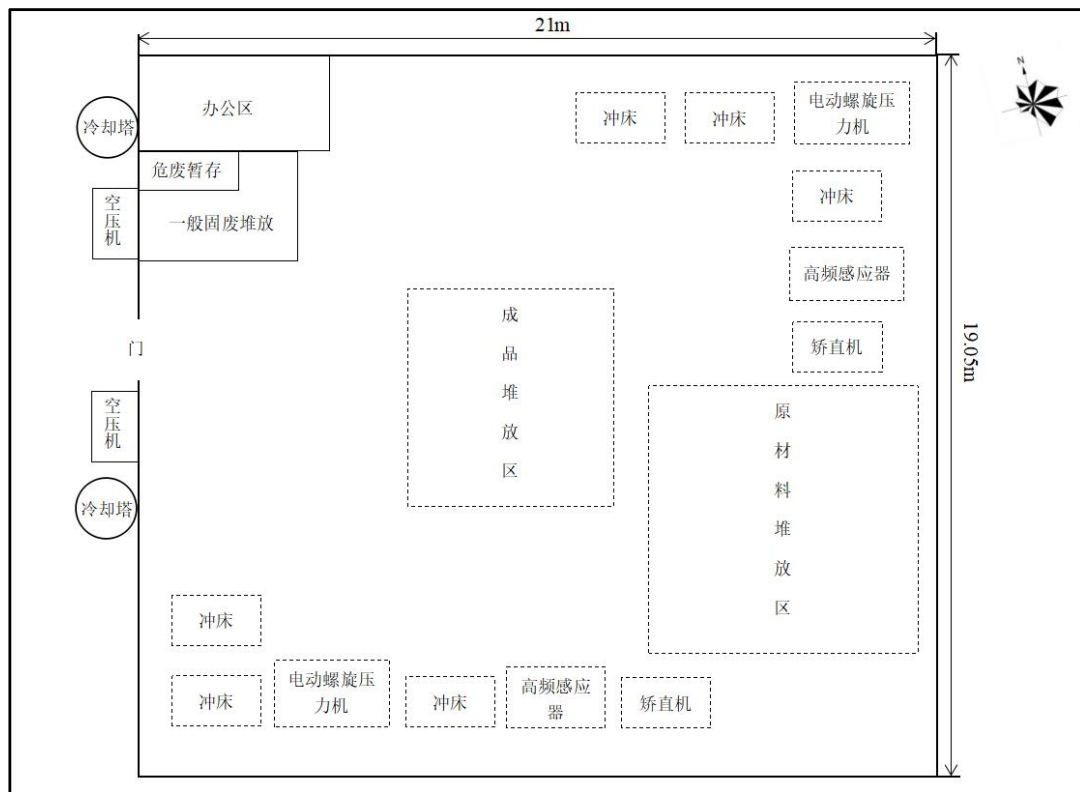 21m
N
办公区
冷却塔
冲床
冲床
电动螺旋压
力机
危废暂存
空
压
机
一般固废堆放
冲床
高频感应器
成
品
堆
放
区
门
矫直机
19.05m
空
压
机
原
材
料
堆
放
区
冷却塔
冲床
冲床
电动螺旋压
力机
冲床
高频感应
器
矫直机